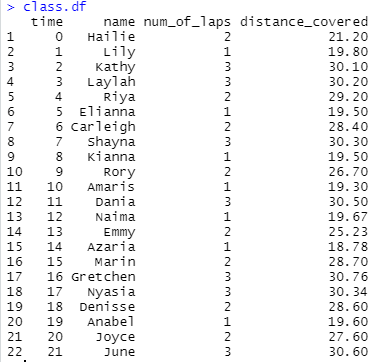 > class.df
time name num_of_laps distance_covered
1 0 Hailie 2 21.20
2 1 Lily 1 19.80
3 2 Kathy 3 30.10
4 3 Laylah 3 30.20
5 4 Riya 2 29.20
6 5 Elianna 1 19.50
7 6 Carleigh 2 28.40
8 7 Shayna 3 30.30
9 8 Kianna 1 19.50
10 9 Rory 2 26.70
11 10 Amaris 1 19.30
12 11 Dania 3 30.50
13 12 Naima 1 19.67
14 13 Emmy 2 25.23
15 14 Azaria 1 18.78
16 15 Marin 2 28.70
17 16 Gretchen 3 30.76
18 17 Nyasia 3 30.34
19 18 Denisse 2 28.60
20 19 Anabel 1 19.60
21 20 Joyce 2 27.60
22 21 June 3 30.60